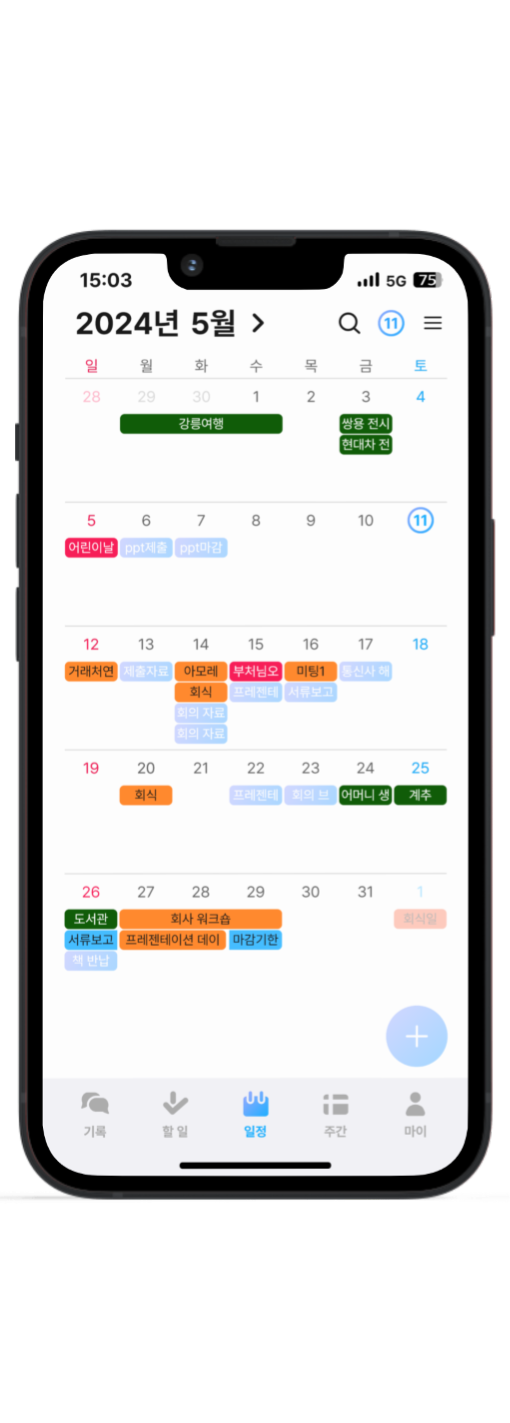 15:03 5G 75
2024년 5월 11
일 월 화 수 목 금 토
28 29 30 1 2 3 4
강릉여행 쌍용 전시
현대차 전
5 6 7 8 9 10 11
어린이날 ppt제출 ppt마감
12 13 14 15 16 17 18
거래처연 제출자료 아모레 부처님오 미팅1 통신사 해
회식 프레젠테 서류보고
회의 자료
회의 자료
19 20 21 22 23 24 25
회식 프레젠테 회의 브 어머니 생 계추
26 27 28 29 30 31 1
도서관 회사 워크숍 회식일
서류보고 프레젠테이션 데이 마감기한
책 반납
기록 할 일 일정 주간 마이